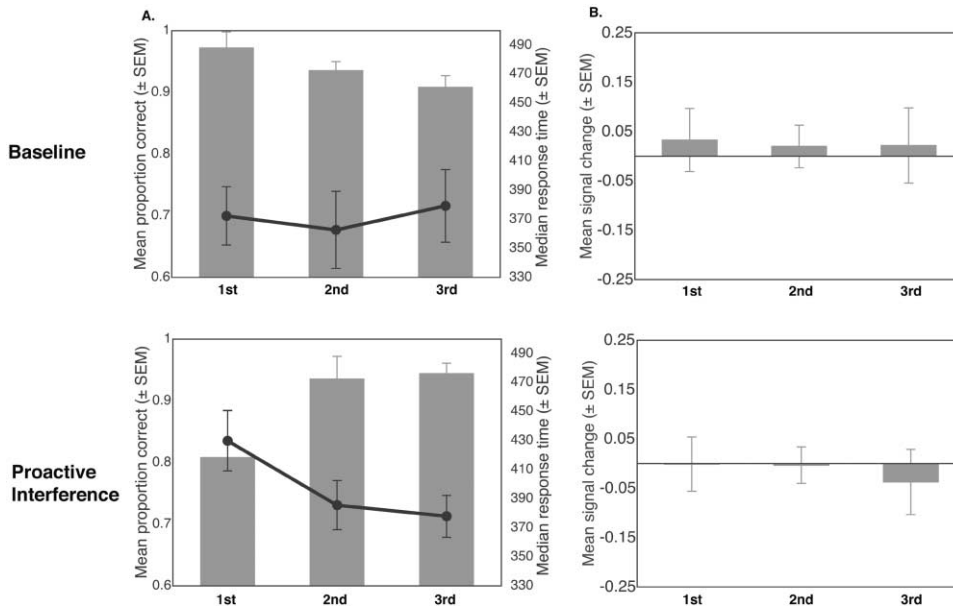 A.
B.
Baseline
Mean proportion correct (± SEM)
1
0.9
0.8
0.7
0.6
490
470
460
430
410
390
370
350
330
Median response time (± SEM)
1st 2nd 3rd
Mean signal change (± SEM)
0.25
0.15
0.05
-0.05
-0.15
-0.25
1st 2nd 3rd
Proactive
Interference
Mean proportion correct (± SEM)
1
0.9
0.8
0.7
0.6
490
470
450
430
410
390
370
350
330
Median response time (± SEM)
1st 2nd 3rd
Mean signal change (± SEM)
0.25
0.15
0.05
-0.05
-0.15
-0.25
1st 2nd 3rd